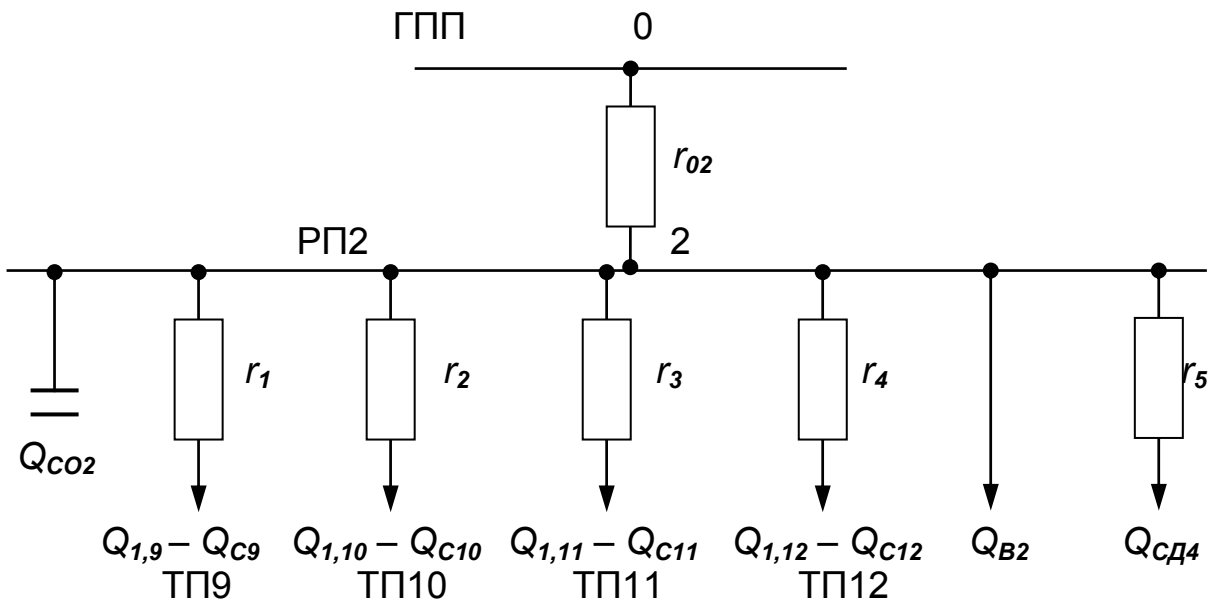 ГПП 0
r02
РП2 2
r1 r2 r3 r4 r5
QCO2
Q1,9 – QC9 Q1,10 – QC10 Q1,11 – QC11 Q1,12 – QC12 QB2 QСД4
ТП9 ТП10 ТП11 ТП12